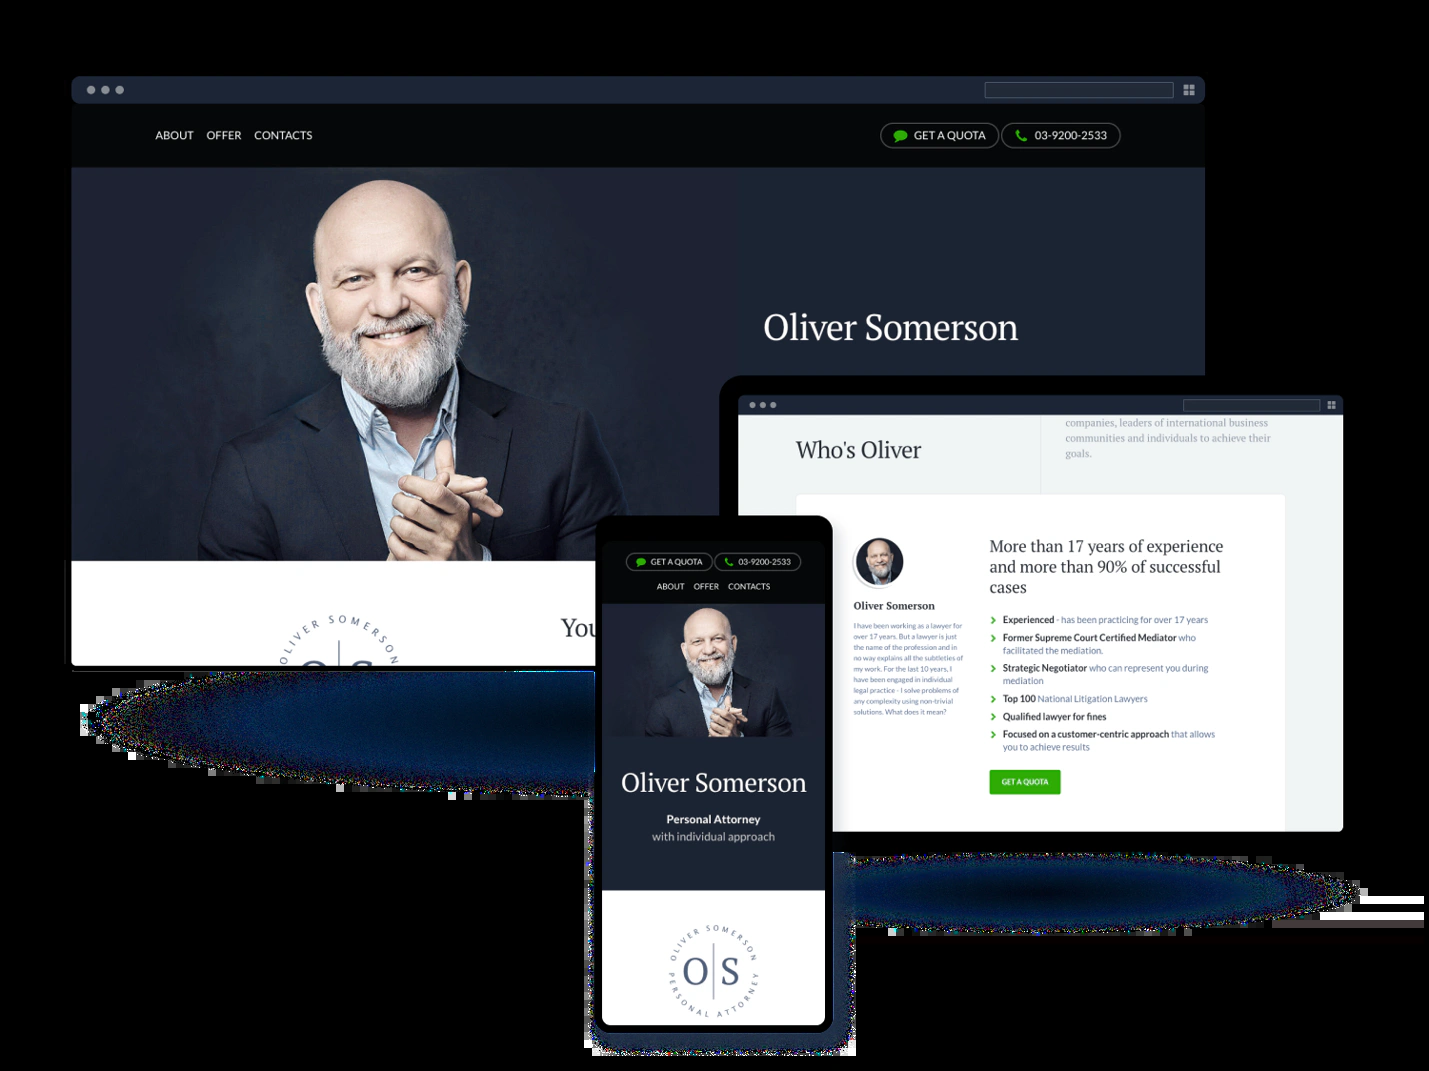 ABOUT OFFER CONTACTS
GET A QUOTA 03-9200-2533
Oliver Somerson
OLIVER SOMERSON
Who's Oliver
companies, leaders of international business
communities and individuals to achieve their
goals.
Oliver Somerson
I have been working as a lawyer for
over 17 years. But a lawyer is just
the name of the profession and in
no way explains all the subtleties of
my work. For the last 10 years, I
have been engaged in individual
legal practice - I solve problems of
any complexity using non-trivial
solutions. What does it mean?
More than 17 years of experience
and more than 90% of successful
cases
Experienced - has been practicing for over 17 years
Former Supreme Court Certified Mediator who
facilitated the mediation.
Strategic Negotiator who can represent you during
mediation
Top 100 National Litigation Lawyers
Qualified lawyer for fines
Focused on a customer-centric approach that allows
you to achieve results
GET A QUOTA
GET A QUOTA 03-9200-2533
ABOUT OFFER CONTACTS
Oliver Somerson
Personal Attorney
with individual approach
OLIVER SOMERSON
O|S
PERSONAL ATTORNEY